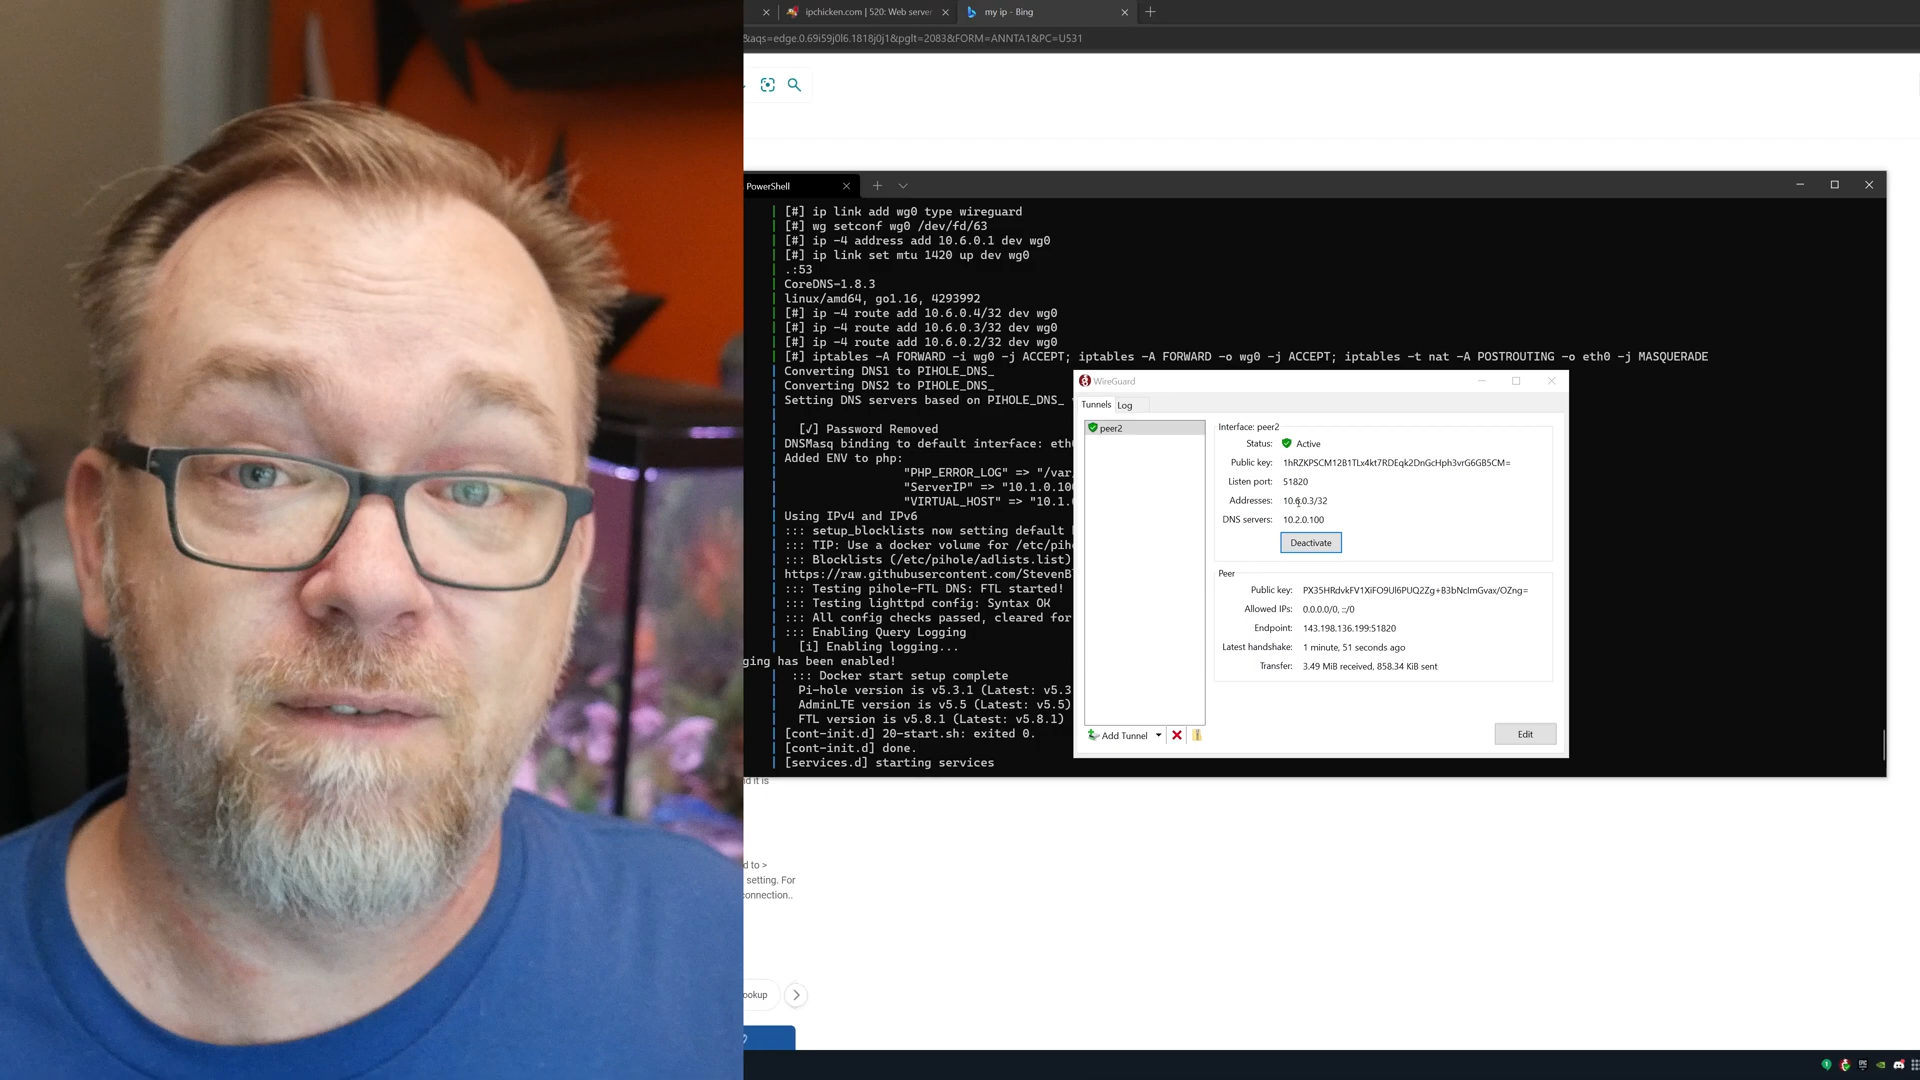 ipchicken.com | 520: Web server
my ip - Bing
&aqs=edge.0.69i59j0l6.1818j0j1&pglt=2083&FORM=ANNTA1&PC=U531
PowerShell
[#] ip link add wg0 type wireguard
[#] wg setconf wg0 /dev/fd/63
[#] ip -4 address add 10.6.0.1 dev wg0
[#] ip link set mtu 1420 up dev wg0
.:53
CoreDNS-1.8.3
linux/amd64, go1.16, 4293992
[#] ip -4 route add 10.6.0.4/32 dev wg0
[#] ip -4 route add 10.6.0.3/32 dev wg0
[#] ip -4 route add 10.6.0.2/32 dev wg0
[#] iptables -A FORWARD -i wg0 -j ACCEPT; iptables -A FORWARD -o wg0 -j ACCEPT; iptables -t nat -A POSTROUTING -o eth0 -j MASQUERADE
Converting DNS1 to PIHOLE_DNS_
Converting DNS2 to PIHOLE_DNS_
Setting DNS servers based on PIHOLE_DNS_
[✓] Password Removed
DNSMasq binding to default interface: eth
Added ENV to php:
"PHP_ERROR_LOG" => "/var
"ServerIP" => "10.1.0.10
"VIRTUAL_HOST" => "10.1.
Using IPv4 and IPv6
::: setup_blocklists now setting default
::: TIP: Use a docker volume for /etc/pih
::: Blocklists (/etc/pihole/adlists.list)
https://raw.githubusercontent.com/StevenB
::: Testing pihole-FTL DNS: FTL started!
::: Testing lighttpd config: Syntax OK
::: All config checks passed, cleared for
::: Enabling Query Logging
[i] Enabling logging...
ging has been enabled!
::: Docker start setup complete
Pi-hole version is v5.3.1 (Latest: v5.3
AdminLTE version is v5.5 (Latest: v5.5)
FTL version is v5.8.1 (Latest: v5.8.1)
[cont-init.d] 20-start.sh: exited 0.
[cont-init.d] done.
[services.d] starting services
WireGuard
Tunnels Log
peer2
Interface: peer2
Status: Active
Public key: 1hRZKPSCM12B1TLx4kt7RDEqk2DnGcHph3vrG6GB5CM=
Listen port: 51820
Addresses: 10.6.0.3/32
DNS servers: 10.2.0.100
Deactivate
Peer
Public key: PX35HRdvkFV1XiFO9Ul6PUQ2Zg+B3bNcImGvax/OZng=
Allowed IPs: 0.0.0.0/0, ::/0
Endpoint: 143.198.136.199:51820
Latest handshake: 1 minute, 51 seconds ago
Transfer: 3.49 MiB received, 858.34 KiB sent
Add Tunnel
Edit
d it is
d to >
setting. For
connection..
ookup